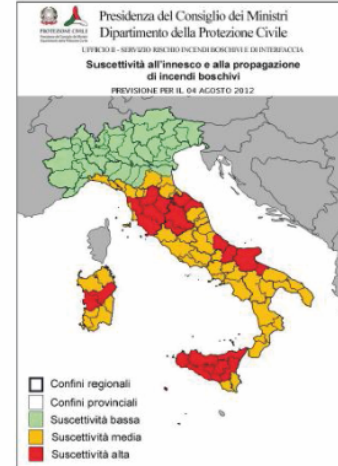 Presidenza del Consiglio dei Ministri
Dipartimento della Protezione Civile
PROTEZIONE CIVILE
UFFICIO II - SERVIZIO RISCHIO INCENDI BOSCHIVI E DI INTERFACCIA
Suscettività all'innesco e alla propagazione
di incendi boschivi
PREVISIONE PER IL 04 AGOSTO 2012
Confini regionali
Confini provinciali
Suscettività bassa
Suscettività media
Suscettività alta